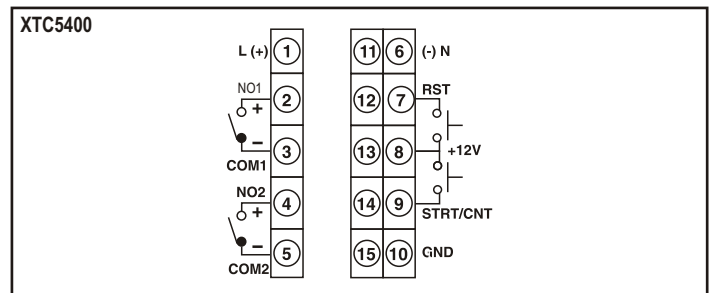 XTC5400
L (+) 1 11 6 (-) N
NO1 2 12 7 RST
+
−
COM1 3 13 8 +12V
NO2 4 14 9 STRT/CNT
+
−
COM2 5 15 10 GND